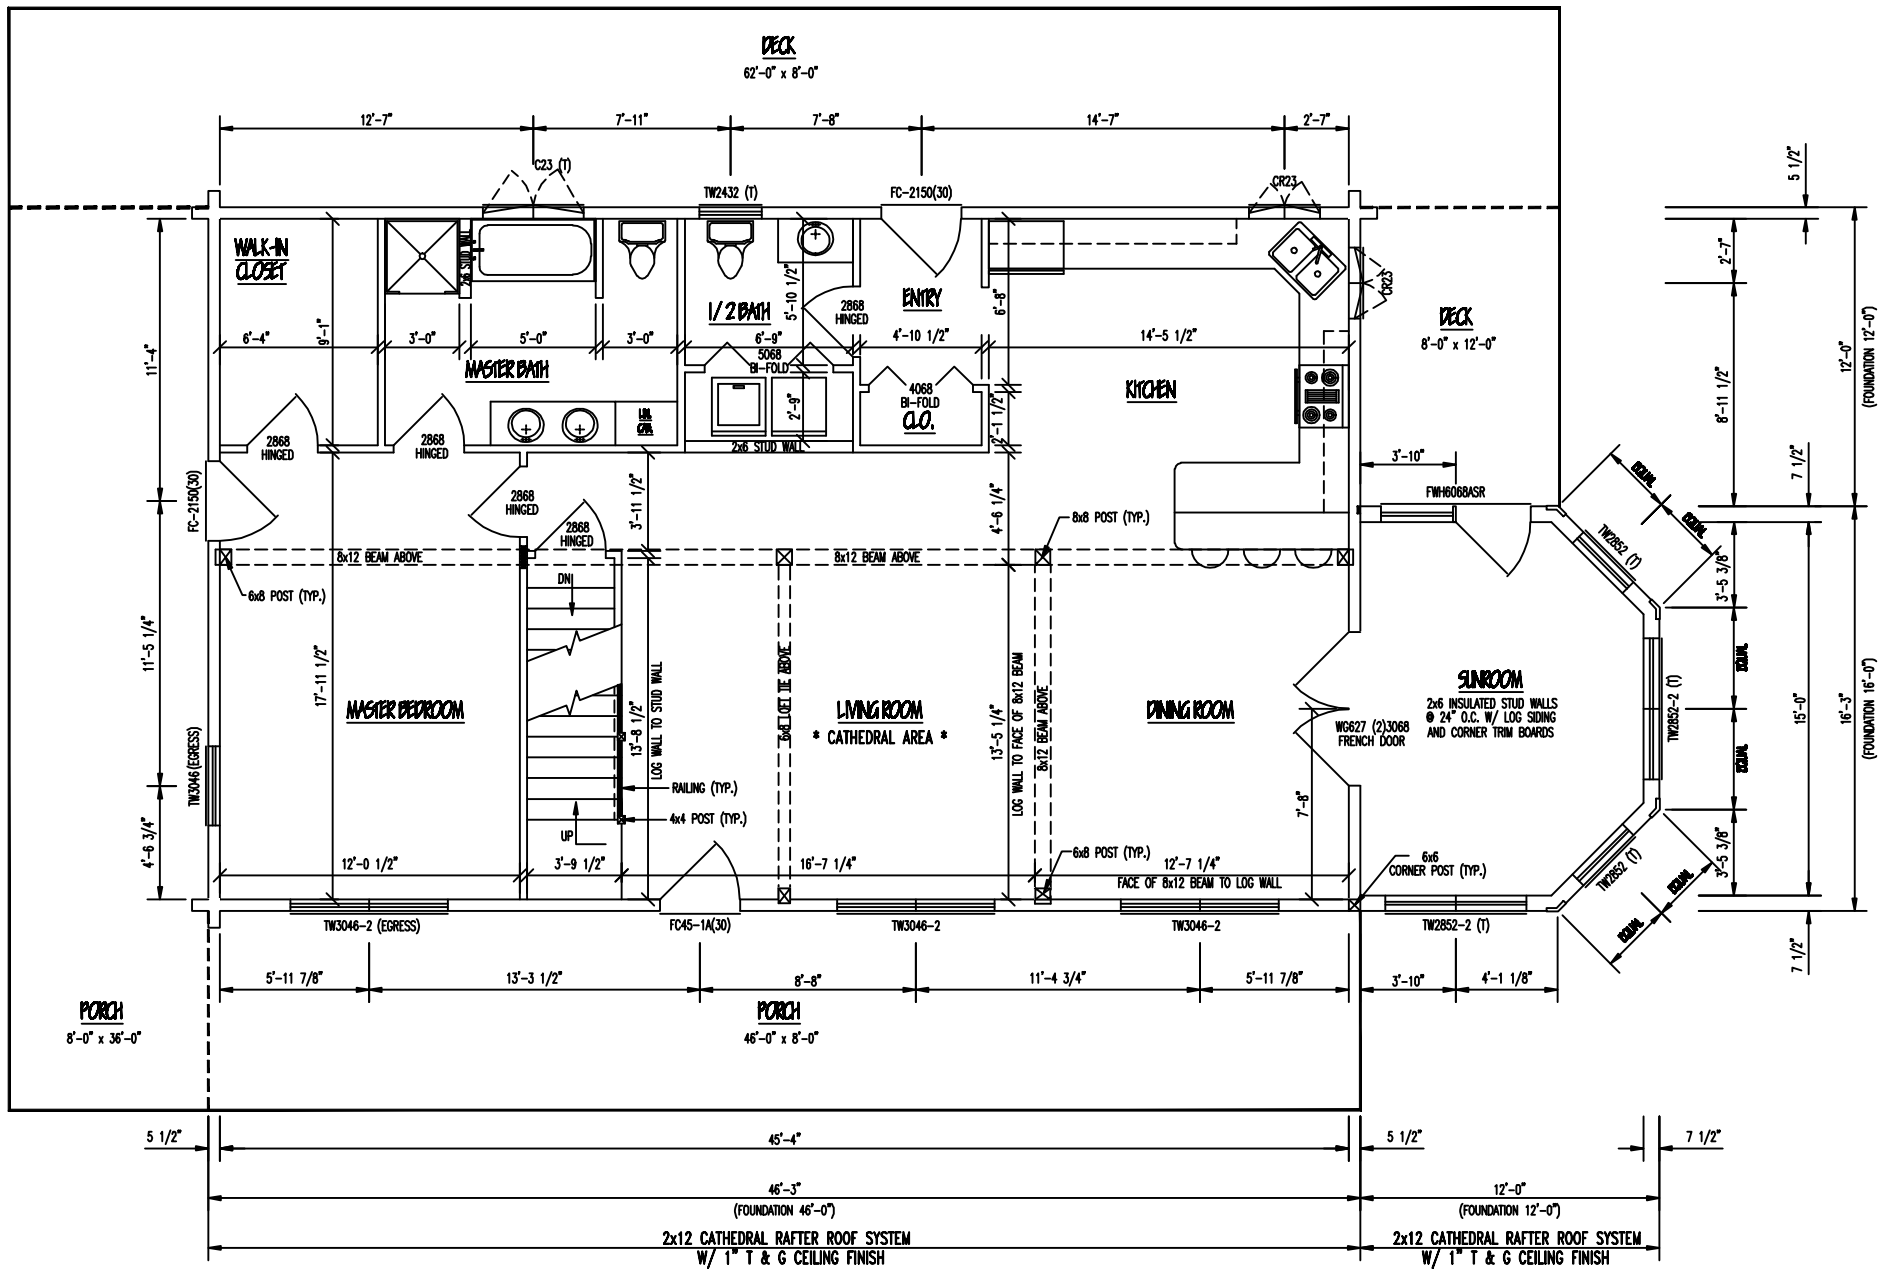 DECK
62'-0" x 8'-0"
12'-7"
7'-11"
7'-8"
14'-7"
2'-7"
5 1/2"
C23 (T)
TW2432 (T)
FC-2150(30)
CR23
WALK-IN
CLOSET
2x6 STUD WALL
1/2 BATH
5'-10 1/2"
2868
HINGED
ENTRY
6'-8"
CR23
DECK
8'-0" x 12'-0"
2'-7"
12'-0"
(FOUNDATION 12'-0")
11'-4"
6'-4"
9'-1"
3'-0"
5'-0"
3'-0"
6'-9"
4'-10 1/2"
14'-5 1/2"
MASTER BATH
5068
BI-FOLD
4068
BI-FOLD
CLO.
KITCHEN
2'-9"
2'-1 1/2"
8'-11 1/2"
LIN.
CAB.
2868
HINGED
2868
HINGED
2x6 STUD WALL
3'-10"
7 1/2"
EQUAL
EQUAL
FC-2150(30)
2868
HINGED
3'-11 1/2"
4'-6 1/4"
FWH6068ASR
2868
HINGED
8x8 POST (TYP.)
TW2852 (T)
8x12 BEAM ABOVE
8x12 BEAM ABOVE
6x8 POST (TYP.)
DN
3'-5 3/8"
11'-5 1/4"
17'-11 1/2"
MASTER BEDROOM
13'-8 1/2"
LOG WALL TO STUD WALL
6x8 LOFT TIE ABOVE
LIVING ROOM
* CATHEDRAL AREA *
13'-5 1/4"
LOG WALL TO FACE OF 8x12 BEAM
8x12 BEAM ABOVE
DINING ROOM
WG627 (2)3068
FRENCH DOOR
SUNROOM
2x6 INSULATED STUD WALLS
@ 24" O.C. W/ LOG SIDING
AND CORNER TRIM BOARDS
EQUAL
EQUAL
TW2852-2 (T)
15'-0"
16'-3"
(FOUNDATION 16'-0")
TW3046(EGRESS)
RAILING (TYP.)
4x4 POST (TYP.)
UP
7'-8"
4'-6 3/4"
12'-0 1/2"
3'-9 1/2"
16'-7 1/4"
6x8 POST (TYP.)
12'-7 1/4"
FACE OF 8x12 BEAM TO LOG WALL
6x6
CORNER POST (TYP.)
TW2852 (T)
3'-5 3/8"
EQUAL
EQUAL
TW3046-2 (EGRESS)
FC45-1A(30)
TW3046-2
TW3046-2
TW2852-2 (T)
7 1/2"
5'-11 7/8"
13'-3 1/2"
8'-8"
11'-4 3/4"
5'-11 7/8"
3'-10"
4'-1 1/8"
PORCH
8'-0" x 36'-0"
PORCH
46'-0" x 8'-0"
5 1/2"
45'-4"
5 1/2"
7 1/2"
46'-3"
(FOUNDATION 46'-0")
12'-0"
(FOUNDATION 12'-0")
2x12 CATHEDRAL RAFTER ROOF SYSTEM
W/ 1" T & G CEILING FINISH
2x12 CATHEDRAL RAFTER ROOF SYSTEM
W/ 1" T & G CEILING FINISH